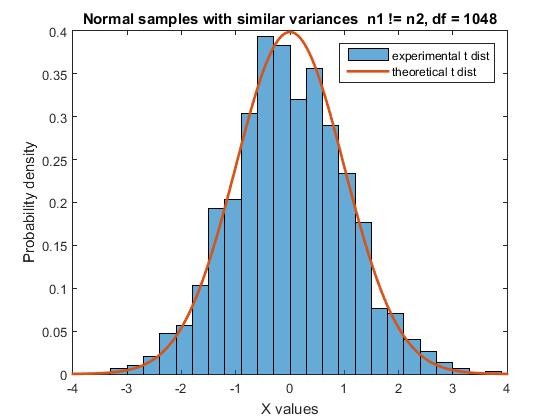 Normal samples with similar variances  n1 != n2, df = 1048
experimental t dist
theoretical t dist
0.4
0.35
0.3
0.25
0.2
0.15
0.1
0.05
0
Probability density
-4 -3 -2 -1 0 1 2 3 4
X values